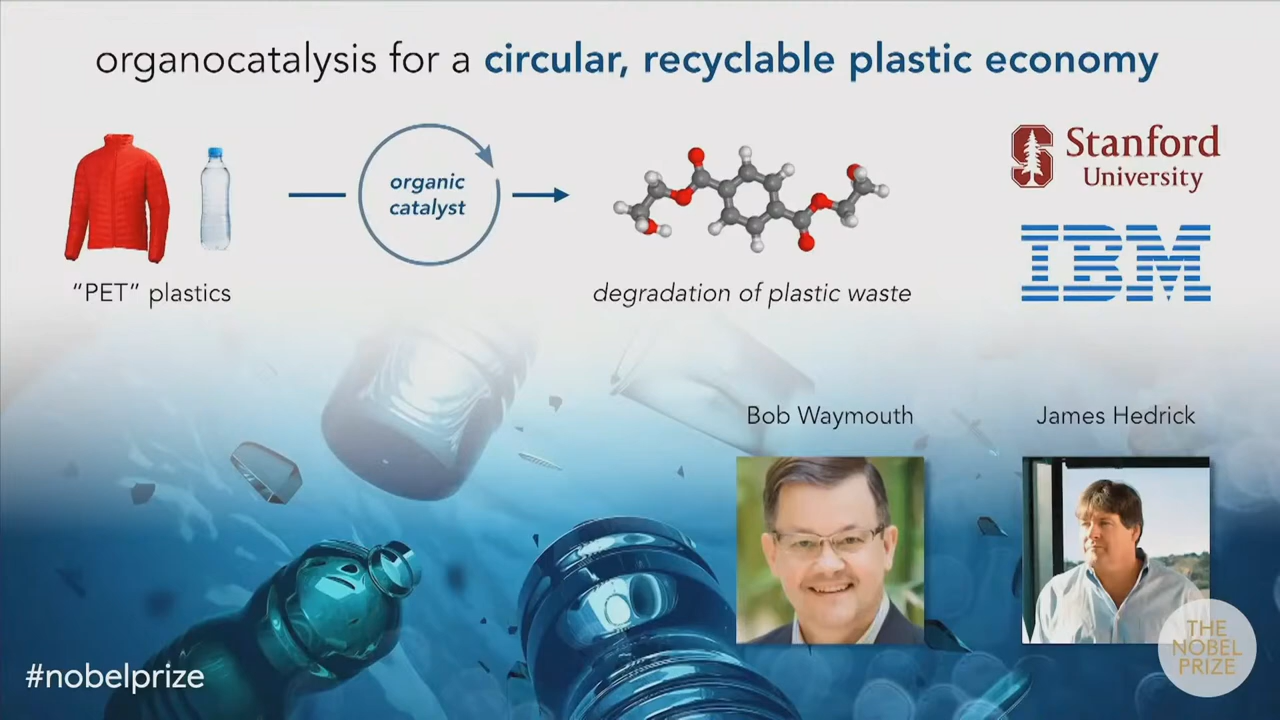 organocatalysis for a circular, recyclable plastic economy
organic
catalyst
Stanford
University
IBM
“PET” plastics
degradation of plastic waste
Bob Waymouth
James Hedrick
#nobelprize
THE
NOBEL
PRIZE